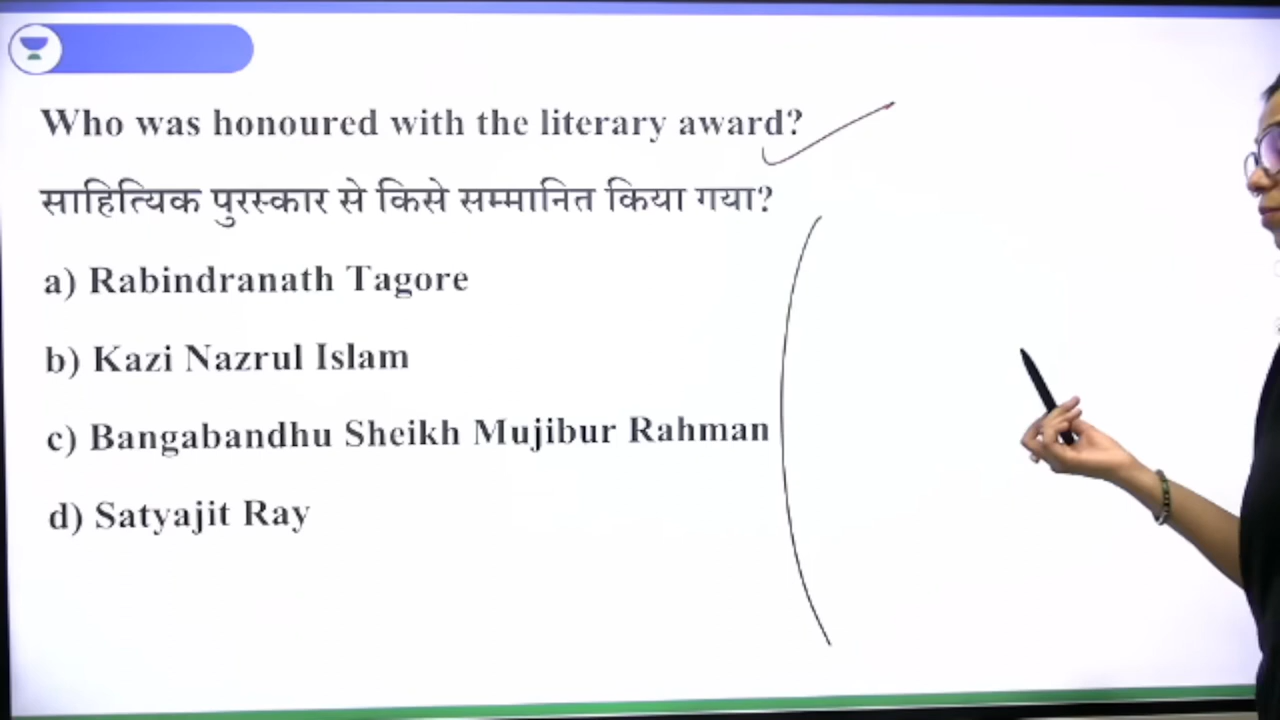 Who was honoured with the literary award?
साहित्यिक पुरस्कार से किसे सम्मानित किया गया?
a) Rabindranath Tagore
b) Kazi Nazrul Islam
c) Bangabandhu Sheikh Mujibur Rahman
d) Satyajit Ray